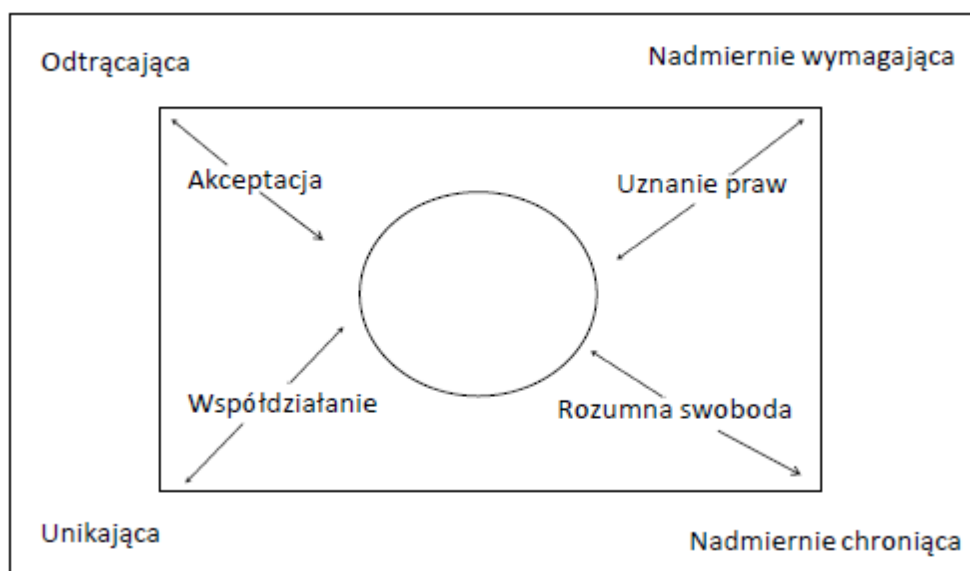 Odtrącająca
Nadmiernie wymagająca
Akceptacja
Uznanie praw
Współdziałanie
Rozumna swoboda
Unikająca
Nadmiernie chroniąca